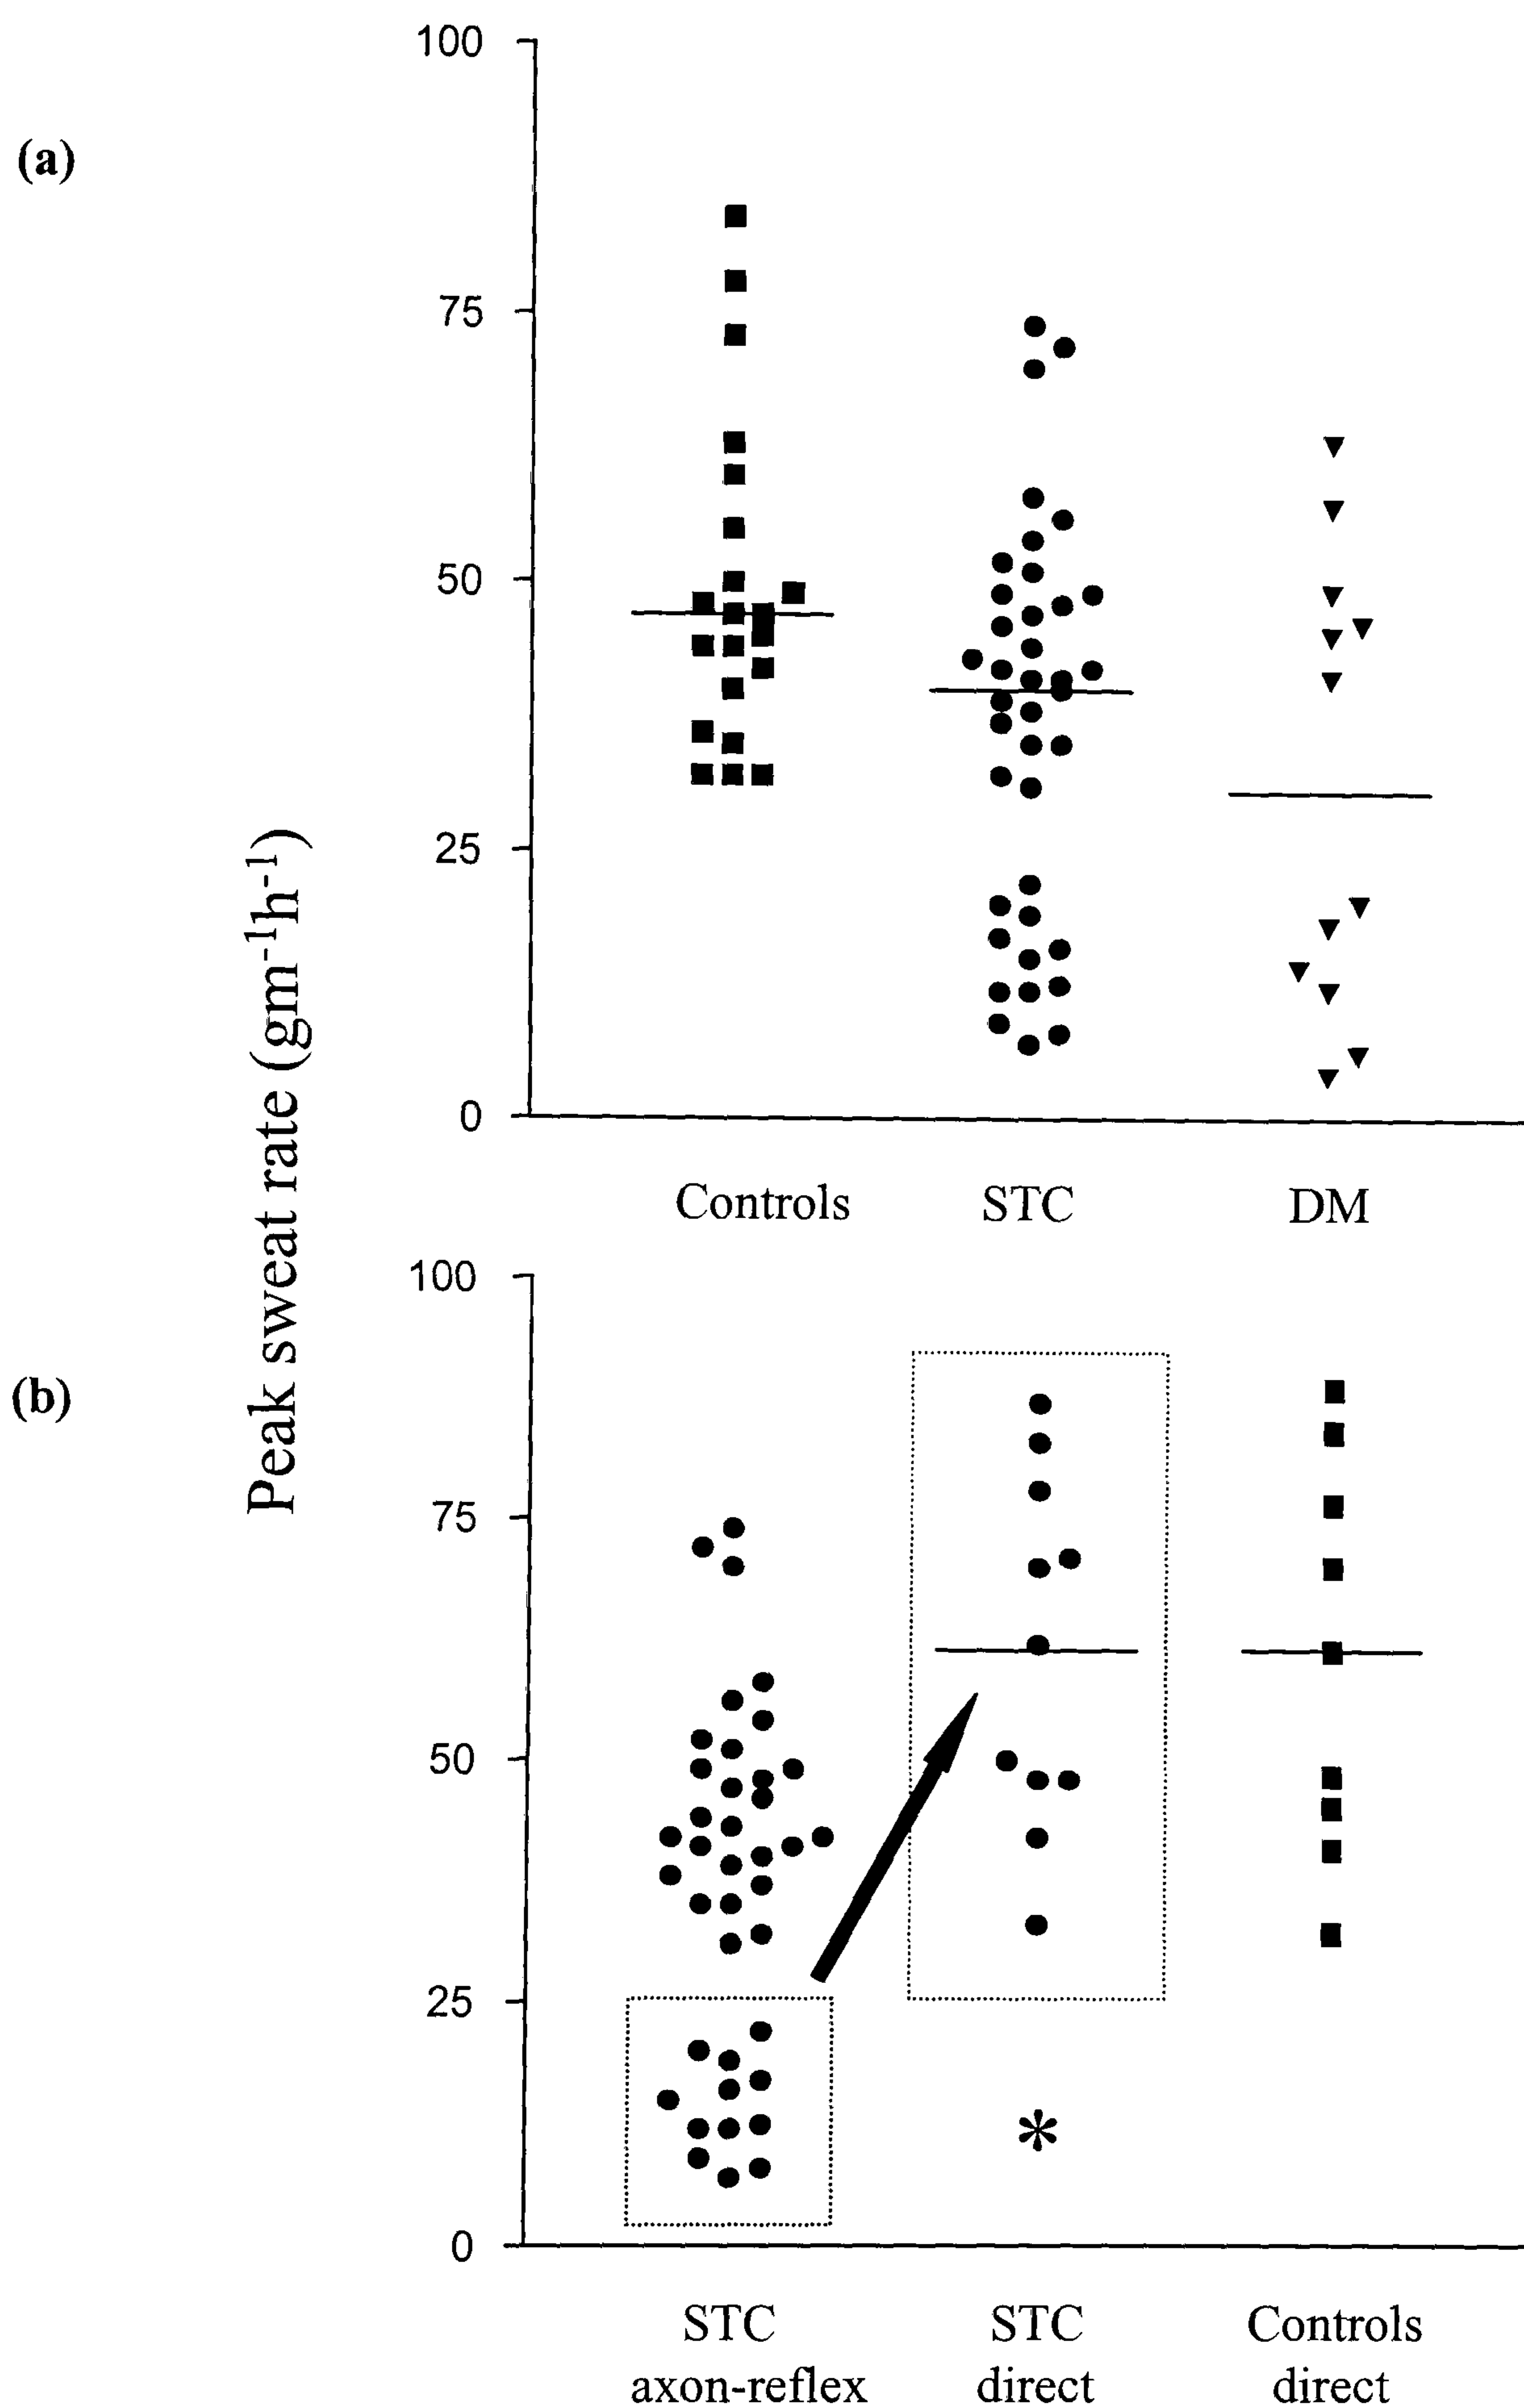 (a)
100
75
50
25
0
Controls STC DM
Peak sweat rate (gm⁻¹h⁻¹)
(b)
100
75
50
25
0
*
STC STC Controls
axon-reflex direct direct